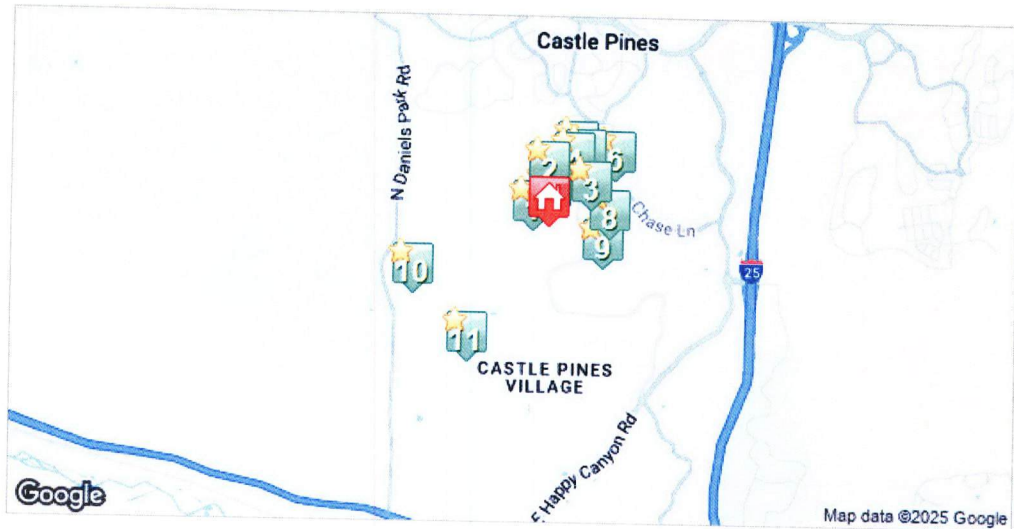 Castle Pines
N Daniels Park Rd
2
6
3
8
Chase Ln
9
10
25
11
CASTLE PINES
VILLAGE
E Happy Canyon Rd
Google
Map data ©2025 Google